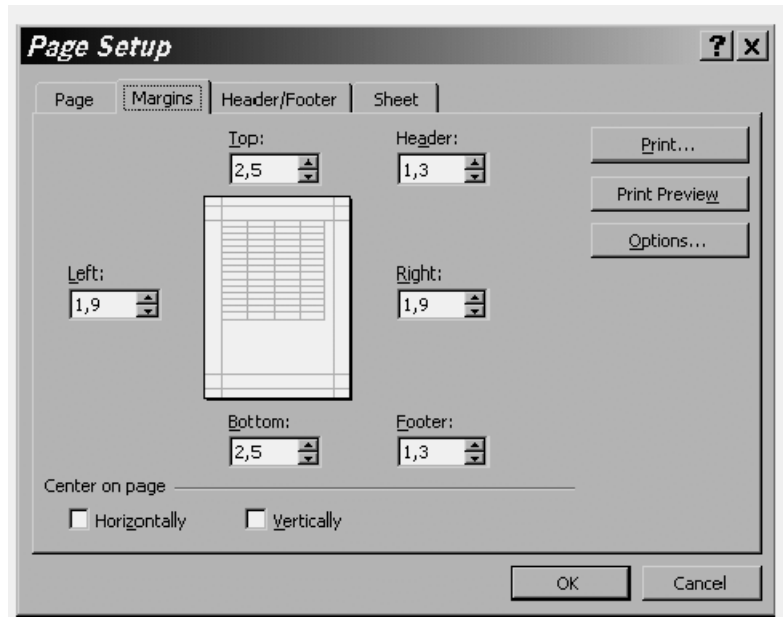 Page Setup
Page Margins Header/Footer Sheet
Top: Header:
2,5 1,3
Print...
Print Preview
Options...
Left: Right:
1,9 1,9
Bottom: Footer:
2,5 1,3
Center on page
Horizontally Vertically
OK Cancel